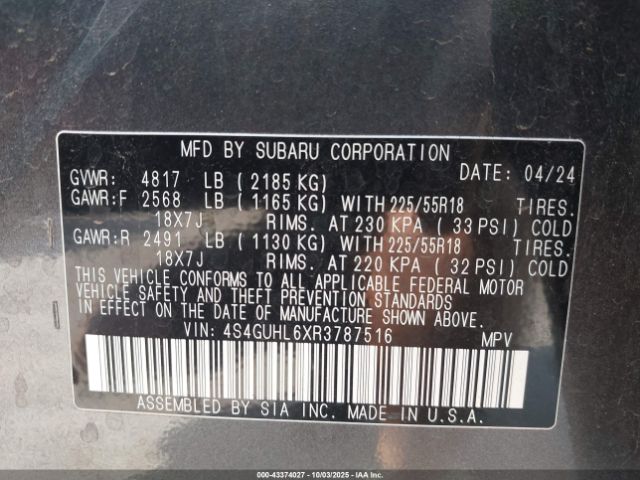 MFD BY SUBARU CORPORATION
DATE: 04/24
GVWR: 4817 LB ( 2185 KG)
GAWR:F 2568 LB ( 1165 KG) WITH 225/55R18 TIRES.
18X7J RIMS. AT 230 KPA ( 33 PSI) COLD
GAWR:R 2491 LB ( 1130 KG) WITH 225/55R18 TIRES.
18X7J RIMS. AT 220 KPA ( 32 PSI) COLD
THIS VEHICLE CONFORMS TO ALL APPLICABLE FEDERAL MOTOR
VEHICLE SAFETY AND THEFT PREVENTION STANDARDS
IN EFFECT ON THE DATE OF MANUFACTURE SHOWN ABOVE.
VIN: 4S4GUHL6XR3787516 MPV
ASSEMBLED BY SIA INC. MADE IN U.S.A.
000-43374027 - 10/03/2025 - IAAI.COM